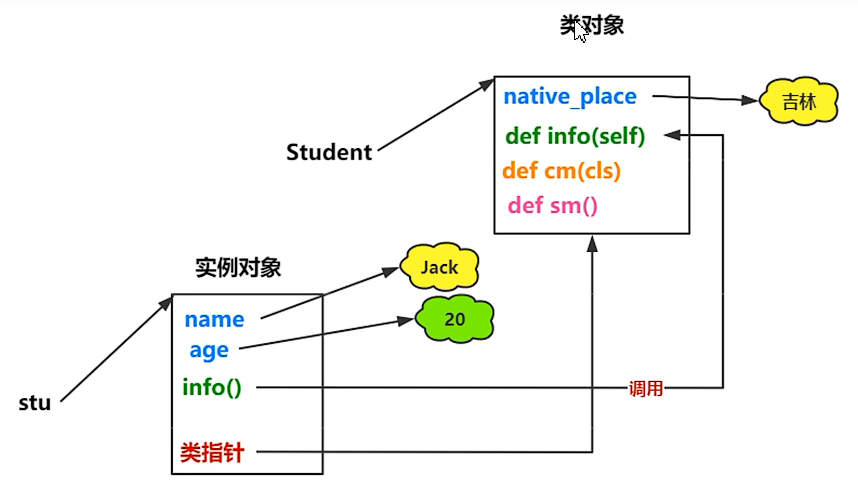 类对象
native_place
吉林
def info(self)
Student
def cm(cls)
def sm()
实例对象
Jack
name
20
age
info()
调用
stu
类指针